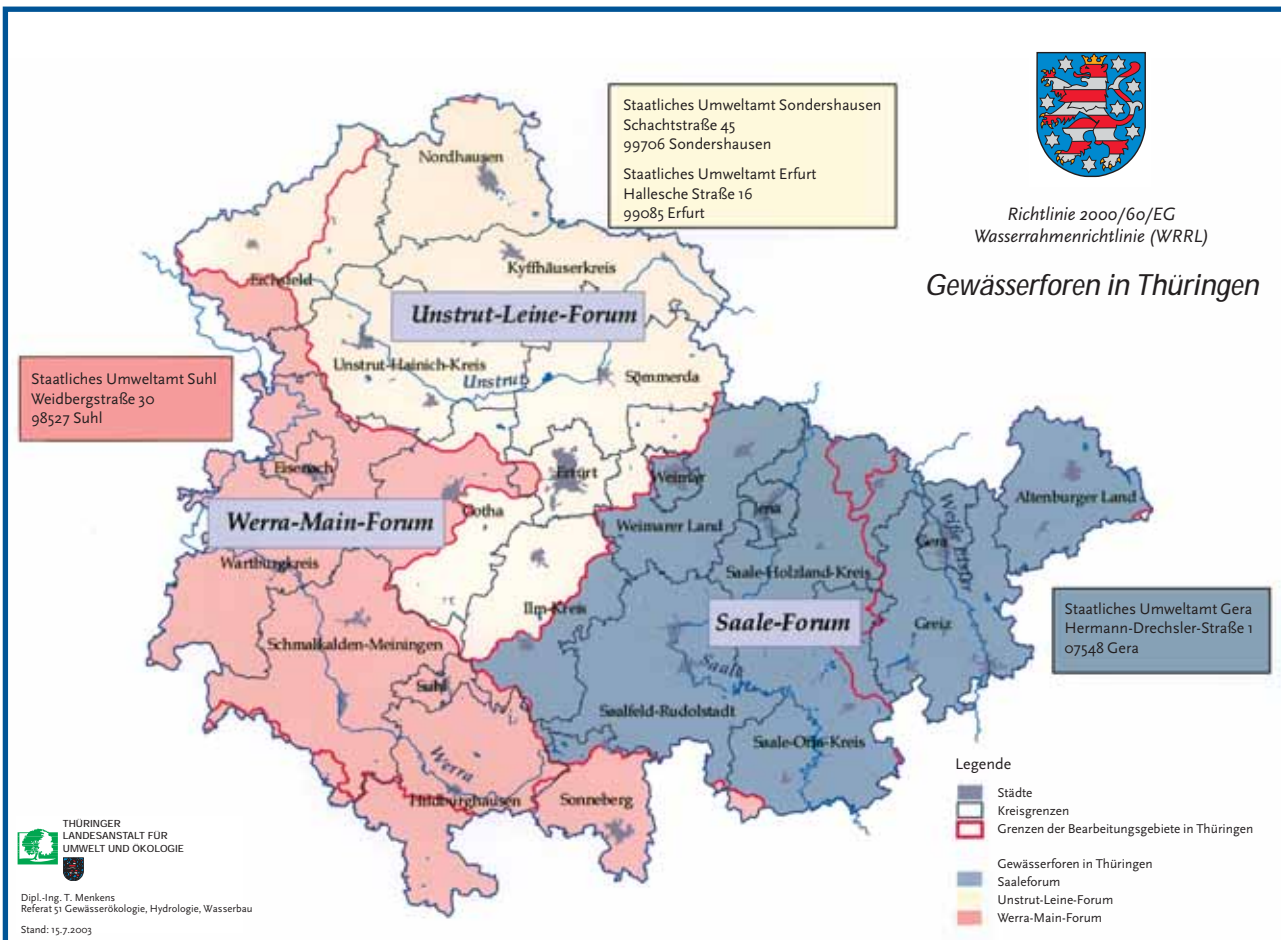 Staatliches Umweltamt Sondershausen
Schachtstraße 45
99706 Sondershausen
Staatliches Umweltamt Erfurt
Hallesche Straße 16
99085 Erfurt
Richtlinie 2000/60/EG
Wasserrahmenrichtlinie (WRRL)
Gewässerforen in Thüringen
Nordhausen
Eichsfeld
Kyffhäuserkreis
Unstrut-Leine-Forum
Unstrut-Hainich-Kreis
Unstrut
Sömmerda
Staatliches Umweltamt Suhl
Weidbergstraße 30
98527 Suhl
Eisenach
Erfurt
Weimar
Altenburger Land
Gotha
Werra-Main-Forum
Weimarer Land
Jena
Gera
Weiße Elster
Wartburgkreis
Saale-Holzland-Kreis
Ilm-Kreis
Saale-Forum
Greiz
Staatliches Umweltamt Gera
Hermann-Drechsler-Straße 1
07548 Gera
Schmalkalden-Meiningen
Saale
Suhl
Saalfeld-Rudolstadt
Saale-Orla-Kreis
Werra
Hildburghausen
Sonneberg
Legende
Städte
Kreisgrenzen
Grenzen der Bearbeitungsgebiete in Thüringen
Gewässerforen in Thüringen
Saaleforum
Unstrut-Leine-Forum
Werra-Main-Forum
THÜRINGER
LANDESANSTALT FÜR
UMWELT UND ÖKOLOGIE
Dipl.-Ing. T. Menkens
Referat 51 Gewässerökologie, Hydrologie, Wasserbau
Stand: 15.7.2003